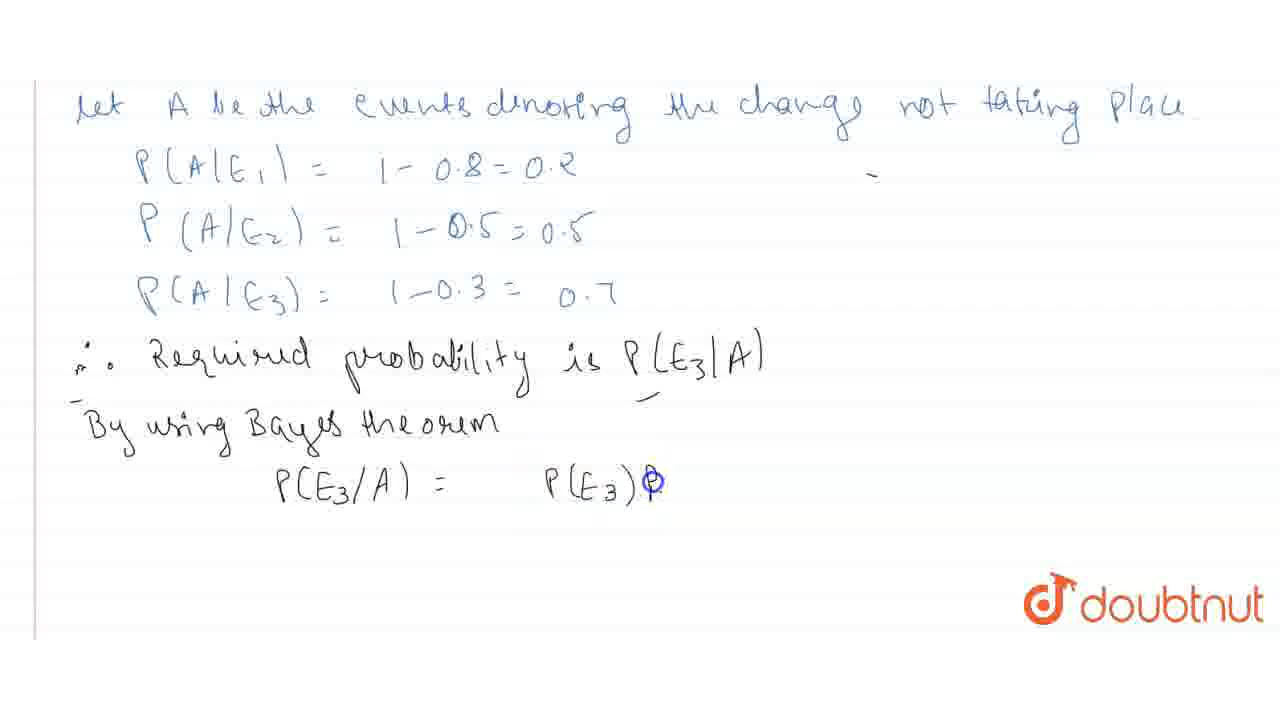 Let A be the events denoting the change not taking place
P(A|E₁) = 1 - 0.8 = 0.2
P(A|E₂) = 1 - 0.5 = 0.5
P(A|E₃) = 1 - 0.3 = 0.7
∴ Required probability is P(E₃|A)
By using Bayes theorem
P(E₃/A) = P(E₃) P
doubtnut